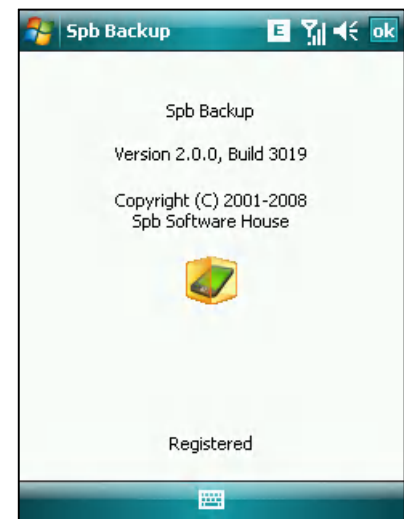 Spb Backup
E
ok
Spb Backup
Version 2.0.0, Build 3019
Copyright (C) 2001-2008
Spb Software House
Registered